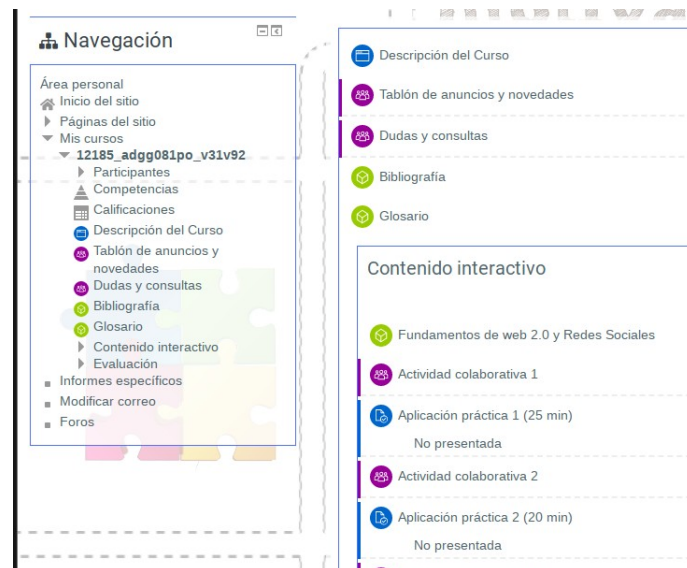 Navegación
Área personal
Inicio del sitio
Páginas del sitio
Mis cursos
12185_adgg081po_v31v92
Participantes
Competencias
Calificaciones
Descripción del Curso
Tablón de anuncios y
novedades
Dudas y consultas
Bibliografía
Glosario
Contenido interactivo
Evaluación
Informes específicos
Modificar correo
Foros
Descripción del Curso
Tablón de anuncios y novedades
Dudas y consultas
Bibliografía
Glosario
Contenido interactivo
Fundamentos de web 2.0 y Redes Sociales
Actividad colaborativa 1
Aplicación práctica 1 (25 min)
No presentada
Actividad colaborativa 2
Aplicación práctica 2 (20 min)
No presentada